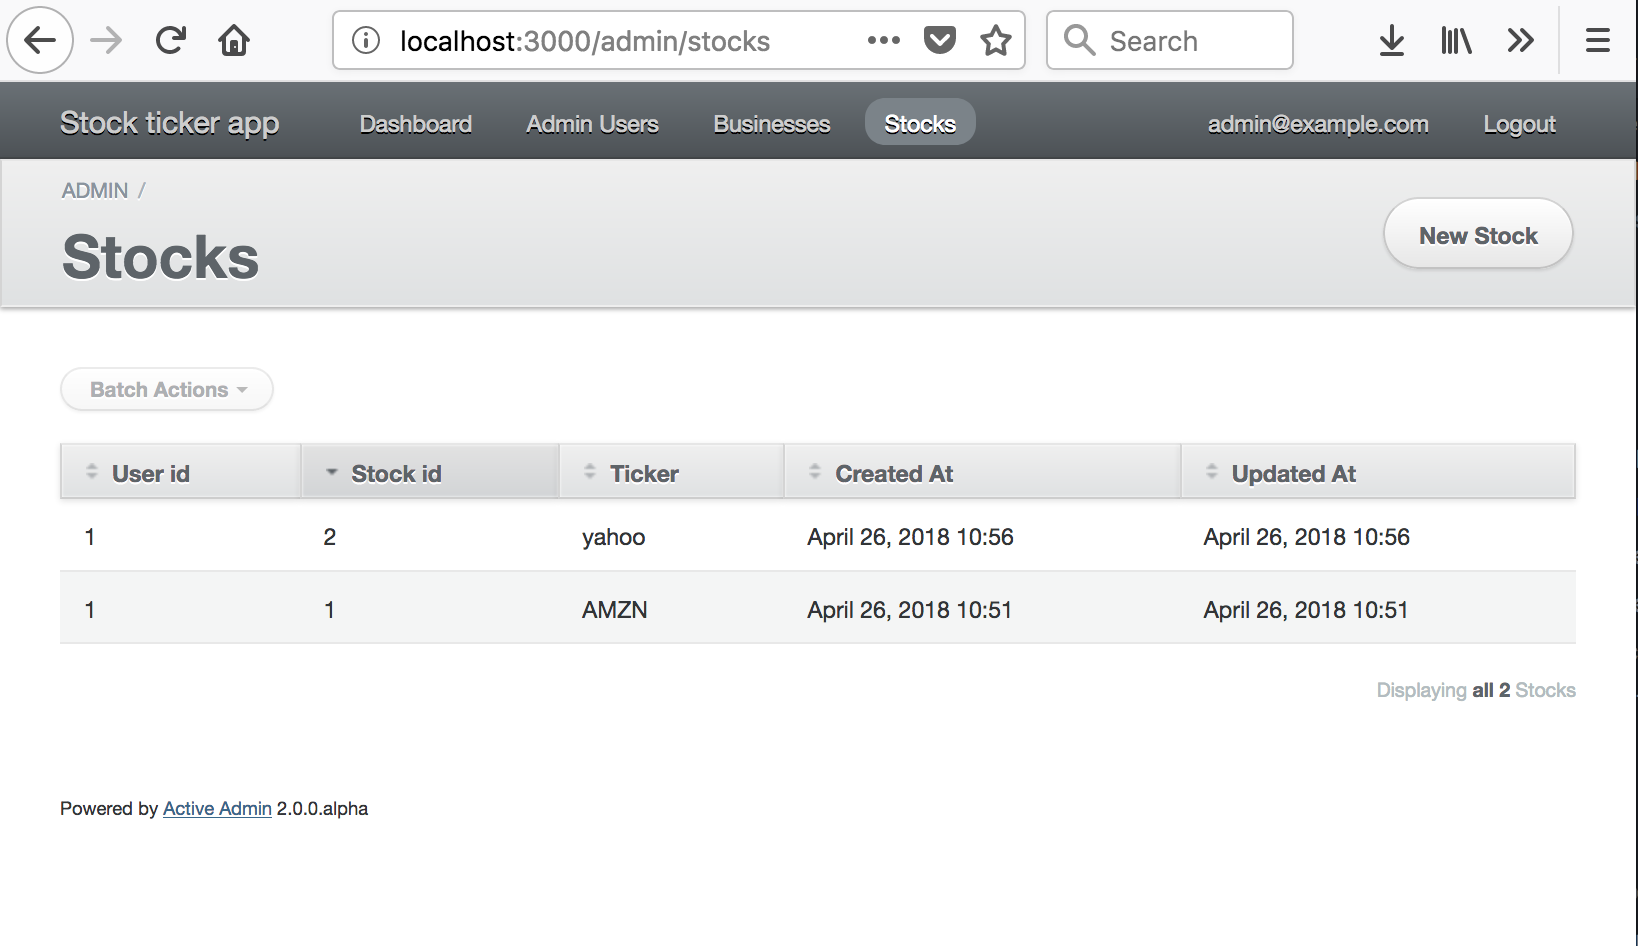 localhost:3000/admin/stocks Search
Stock ticker app Dashboard Admin Users Businesses Stocks admin@example.com Logout
ADMIN /
Stocks
New Stock
Batch Actions
User id Stock id Ticker Created At Updated At
1 2 yahoo April 26, 2018 10:56 April 26, 2018 10:56
1 1 AMZN April 26, 2018 10:51 April 26, 2018 10:51
Displaying all 2 Stocks
Powered by Active Admin 2.0.0.alpha